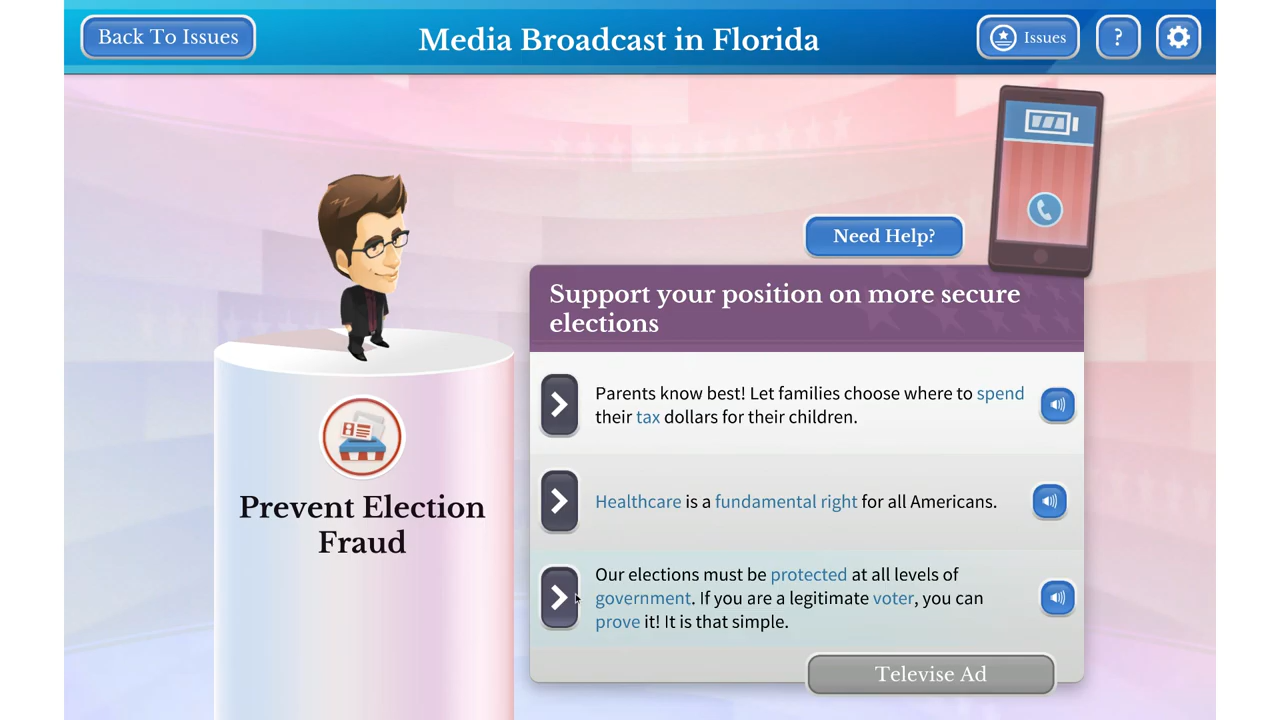 Back To Issues
Media Broadcast in Florida
Issues
?
Need Help?
Support your position on more secure
elections
Parents know best! Let families choose where to spend
their tax dollars for their children.
Healthcare is a fundamental right for all Americans.
Our elections must be protected at all levels of
government. If you are a legitimate voter, you can
prove it! It is that simple.
Televise Ad
Prevent Election
Fraud